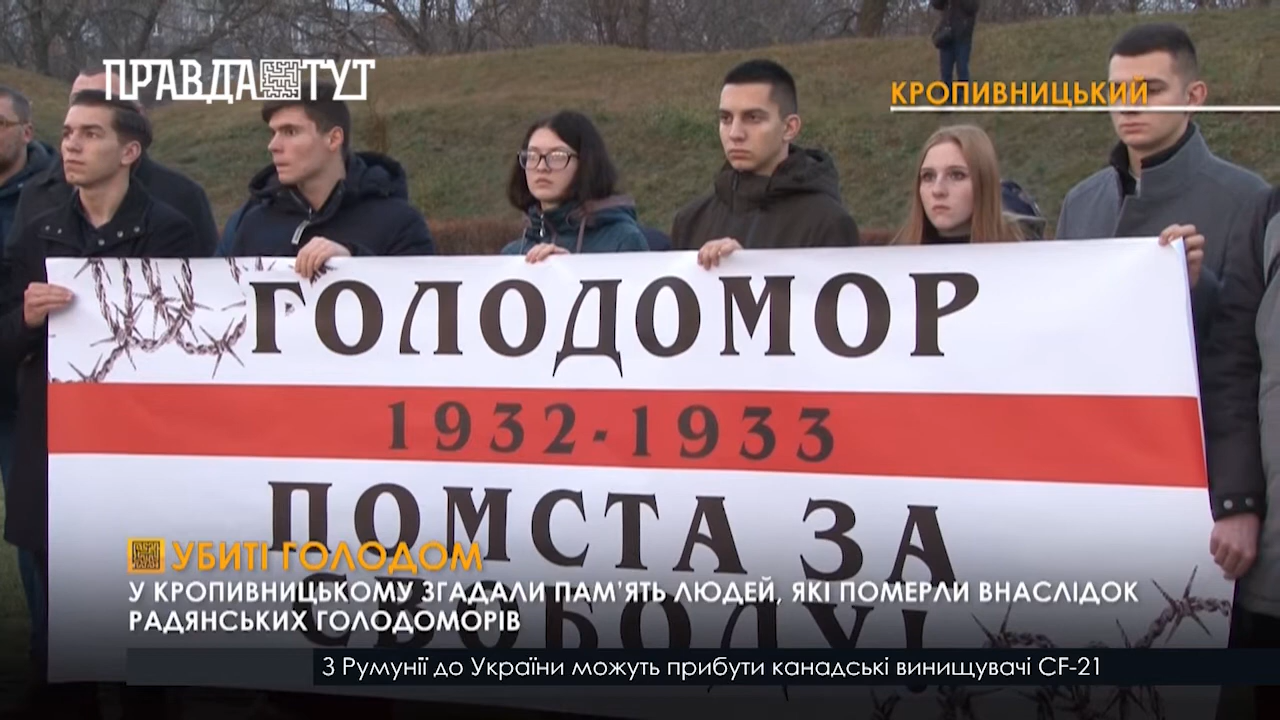 ПРАВДА ТУТ
КРОПИВНИЦЬКИЙ
ГОЛОДОМОР
1932-1933
ПОМСТА ЗА
СВОБОДУ!
УБИТІ ГОЛОДОМ
У КРОПИВНИЦЬКОМУ ЗГАДАЛИ ПАМ'ЯТЬ ЛЮДЕЙ, ЯКІ ПОМЕРЛИ ВНАСЛІДОК
РАДЯНСЬКИХ ГОЛОДОМОРІВ
З Румунії до України можуть прибути канадські винищувачі CF-21